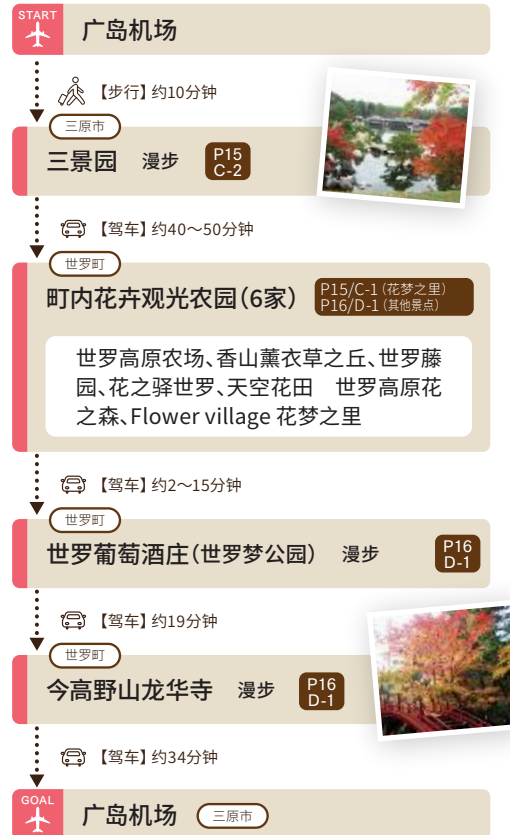 START
广岛机场
【步行】约10分钟
三原市
三景园 漫步 P15
C-2
【驾车】约40～50分钟
世罗町
町内花卉观光农园（6家） P15/C-1（花梦之里）
P16/D-1（其他景点）
世罗高原农场、香山薰衣草之丘、世罗藤
园、花之驿世罗、天空花田　世罗高原花
之森、Flower village 花梦之里
【驾车】约2～15分钟
世罗町
世罗葡萄酒庄（世罗梦公园） 漫步 P16
D-1
【驾车】约19分钟
世罗町
今高野山龙华寺 漫步 P16
D-1
【驾车】约34分钟
GOAL
广岛机场 三原市